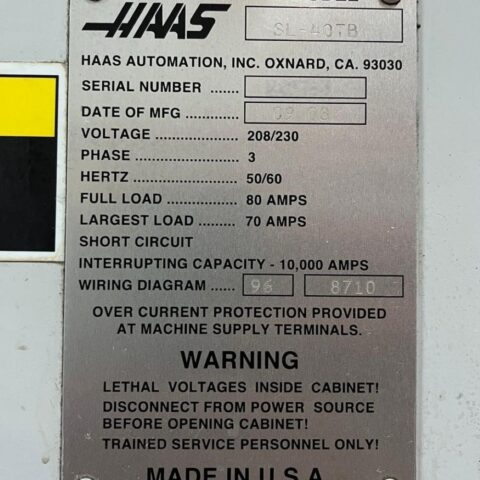 HAAS
SL-40TB
HAAS AUTOMATION, INC. OXNARD, CA. 93030
SERIAL NUMBER ......
DATE OF MFG .............. 09 98
VOLTAGE .................. 208/230
PHASE ...................... 3
HERTZ ...................... 50/60
FULL LOAD ................ 80 AMPS
LARGEST LOAD ......... 70 AMPS
SHORT CIRCUIT
INTERRUPTING CAPACITY - 10,000 AMPS
WIRING DIAGRAM ...... 96 8710
OVER CURRENT PROTECTION PROVIDED
AT MACHINE SUPPLY TERMINALS.
WARNING
LETHAL VOLTAGES INSIDE CABINET!
DISCONNECT FROM POWER SOURCE
BEFORE OPENING CABINET!
TRAINED SERVICE PERSONNEL ONLY!
MADE IN U.S.A.